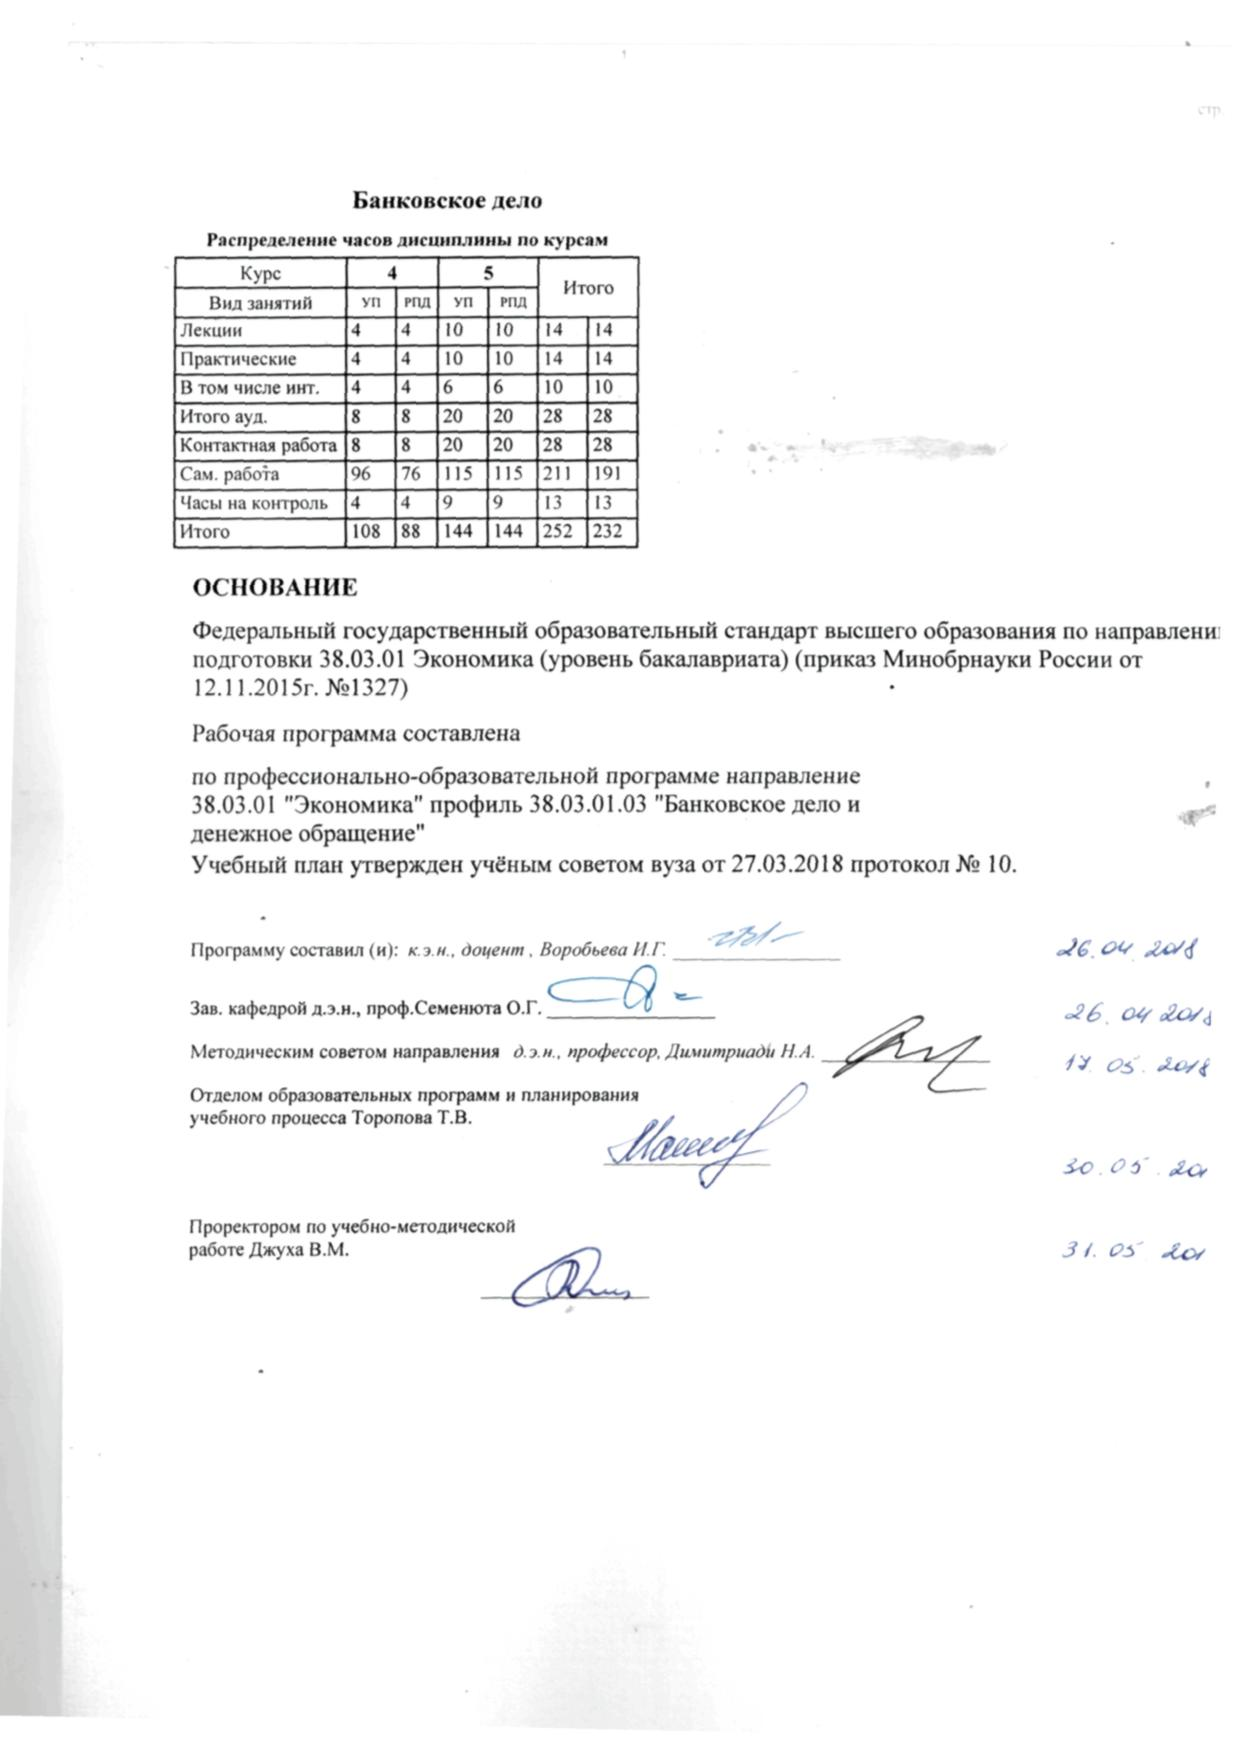 стр.
Банковское дело
Распределение часов дисциплины по курсам
Курс 4 5 Итого
Вид занятий УП РПД УП РПД
Лекции 4 4 10 10 14 14
Практические 4 4 10 10 14 14
В том числе инт. 4 4 6 6 10 10
Итого ауд. 8 8 20 20 28 28
Контактная работа 8 8 20 20 28 28
Сам. работа 96 76 115 115 211 191
Часы на контроль 4 4 9 9 13 13
Итого 108 88 144 144 252 232
ОСНОВАНИЕ
Федеральный государственный образовательный стандарт высшего образования по направлени
подготовки 38.03.01 Экономика (уровень бакалавриата) (приказ Минобрнауки России от
12.11.2015г. №1327)
Рабочая программа составлена
по профессионально-образовательной программе направление
38.03.01 "Экономика" профиль 38.03.01.03 "Банковское дело и
денежное обращение"
Учебный план утвержден учёным советом вуза от 27.03.2018 протокол № 10.
Программу составил (и): к.э.н., доцент , Воробьева И.Г. 26.04.2018
Зав. кафедрой д.э.н., проф.Семенюта О.Г. 26.04 2018
Методическим советом направления д.э.н., профессор, Димитриади Н.А. 17.05.2018
Отделом образовательных программ и планирования
учебного процесса Торопова Т.В.
30.05.201
Проректором по учебно-методической
работе Джуха В.М. 31.05 201